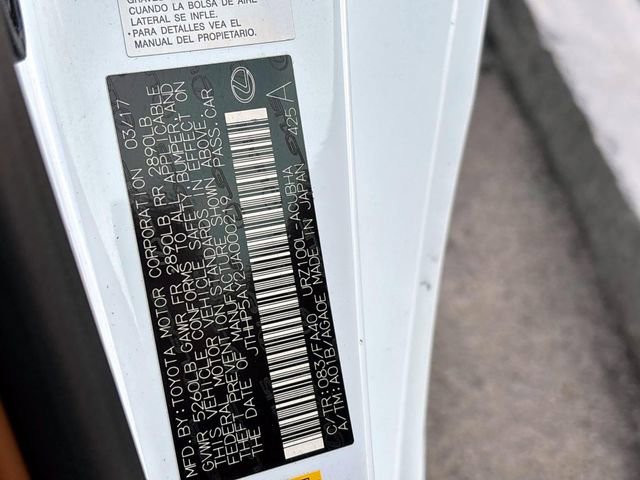 CUANDO LA BOLSA DE AIRE
LATERAL SE INFLE.
• PARA DETALLES VEA EL
MANUAL DEL PROPIETARIO.
MFD. BY: TOYOTA MOTOR CORPORATION 03/17
GVWR 5260LB GAWR FR 2890LB RR 2890LB
THIS VEHICLE CONFORMS TO ALL APPLICABLE
FEDERAL MOTOR VEHICLE SAFETY, BUMPER, AND
THEFT PREVENTION STANDARDS IN EFFECT ON
THE DATE OF MANUFACTURE SHOWN ABOVE.
PASS. CAR
C/TR: 083/FA40 URZ100L-ACUBHA
A/TM: A01B/AGA0E MADE IN JAPAN 425 A